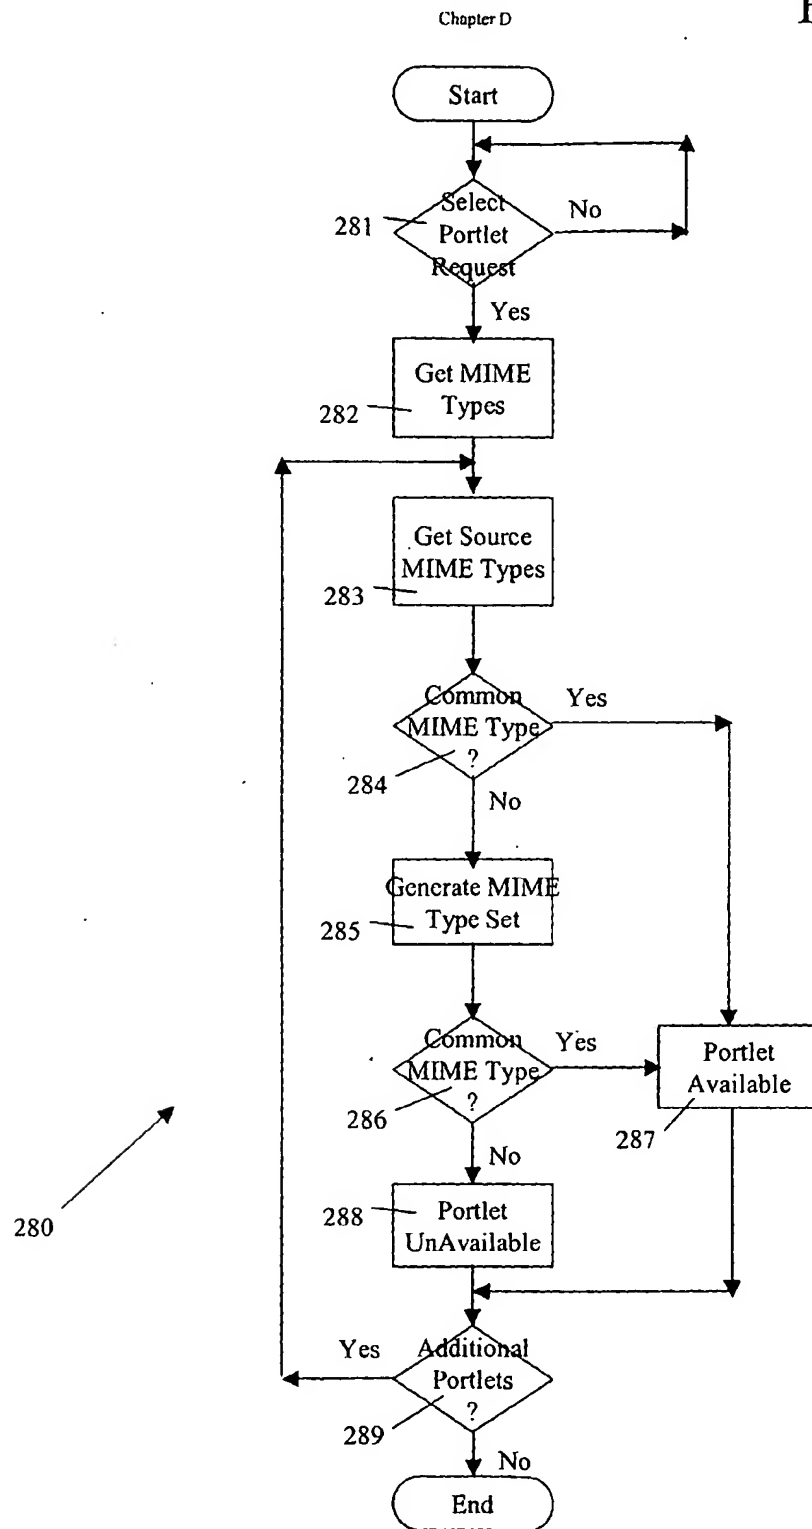 Chapter D
Start
281
Select
Portlet
Request
No
Yes
282
Get MIME
Types
283
Get Source
MIME Types
284
Common
MIME Type
?
Yes
No
285
Generate MIME
Type Set
286
Common
MIME Type
?
Yes
Portlet
Available
287
No
280
288
Portlet
UnAvailable
Yes
Additional
Portlets
?
289
No
End